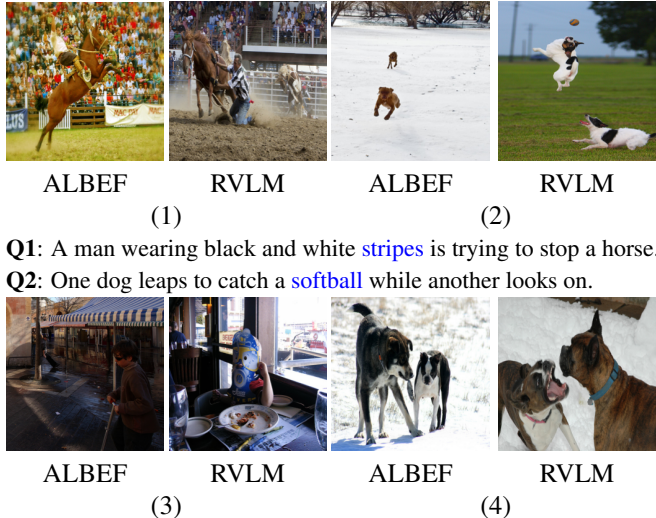 ALBEF RVLM ALBEF RVLM
(1) (2)
Q1: A man wearing black and white stripes is trying to stop a horse.
Q2: One dog leaps to catch a softball while another looks on.
ALBEF RVLM ALBEF RVLM
(3) (4)